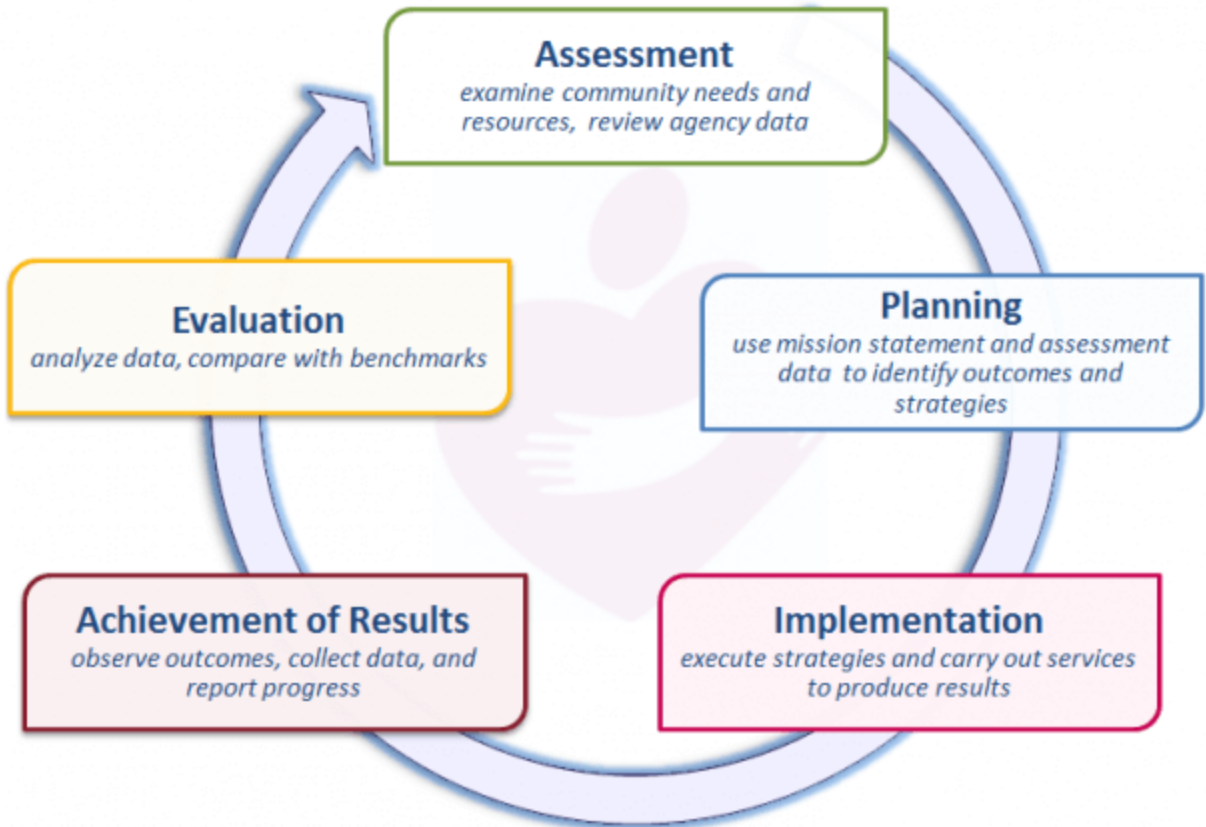 Assessment
examine community needs and
resources, review agency data
Planning
use mission statement and assessment
data to identify outcomes and
strategies
Implementation
execute strategies and carry out services
to produce results
Achievement of Results
observe outcomes, collect data, and
report progress
Evaluation
analyze data, compare with benchmarks